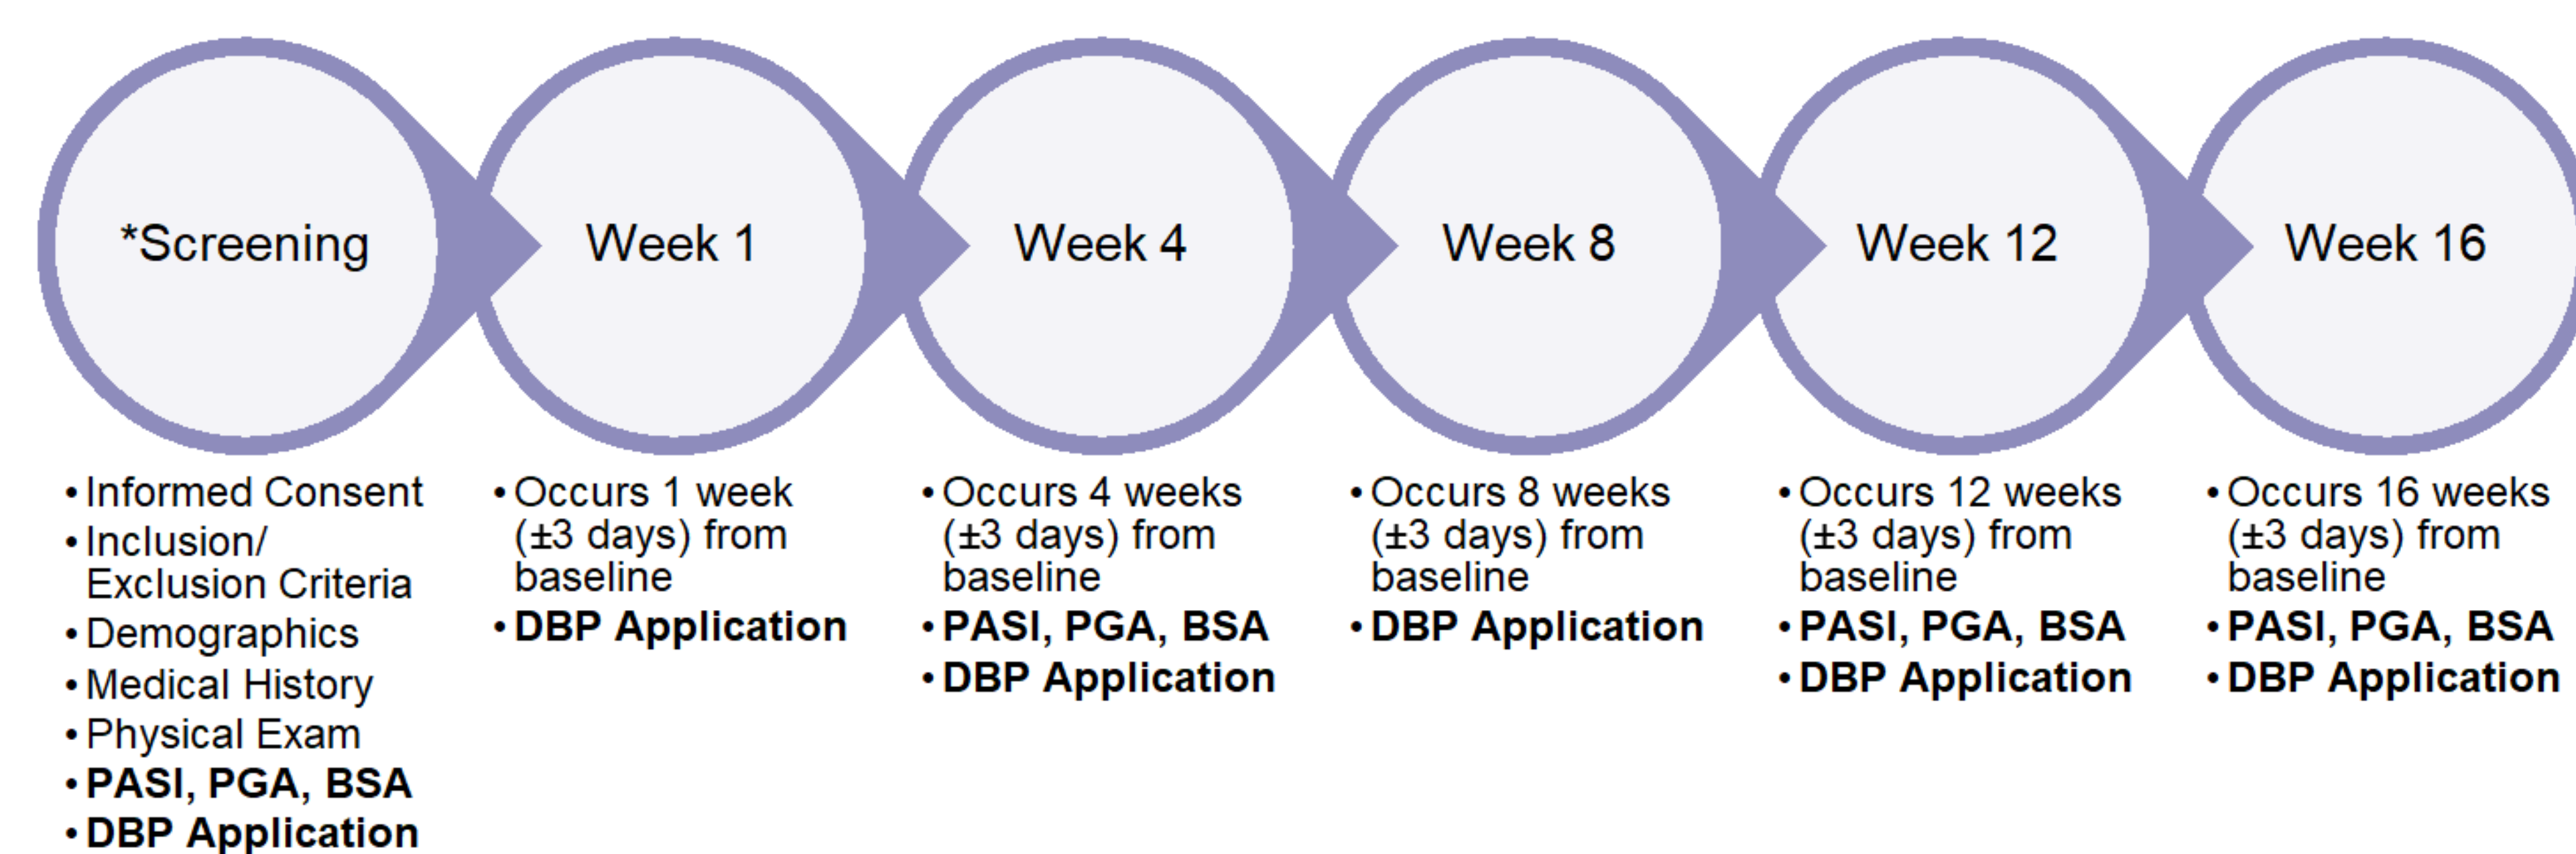 *Screening
Week 1
Week 4
Week 8
Week 12
Week 16
• Informed Consent
• Inclusion/
Exclusion Criteria
• Demographics
• Medical History
• Physical Exam
• PASI, PGA, BSA
• DBP Application
• Occurs 1 week
(±3 days) from
baseline
• DBP Application
• Occurs 4 weeks
(±3 days) from
baseline
• PASI, PGA, BSA
• DBP Application
• Occurs 8 weeks
(±3 days) from
baseline
• DBP Application
• Occurs 12 weeks
(±3 days) from
baseline
• PASI, PGA, BSA
• DBP Application
• Occurs 16 weeks
(±3 days) from
baseline
• PASI, PGA, BSA
• DBP Application